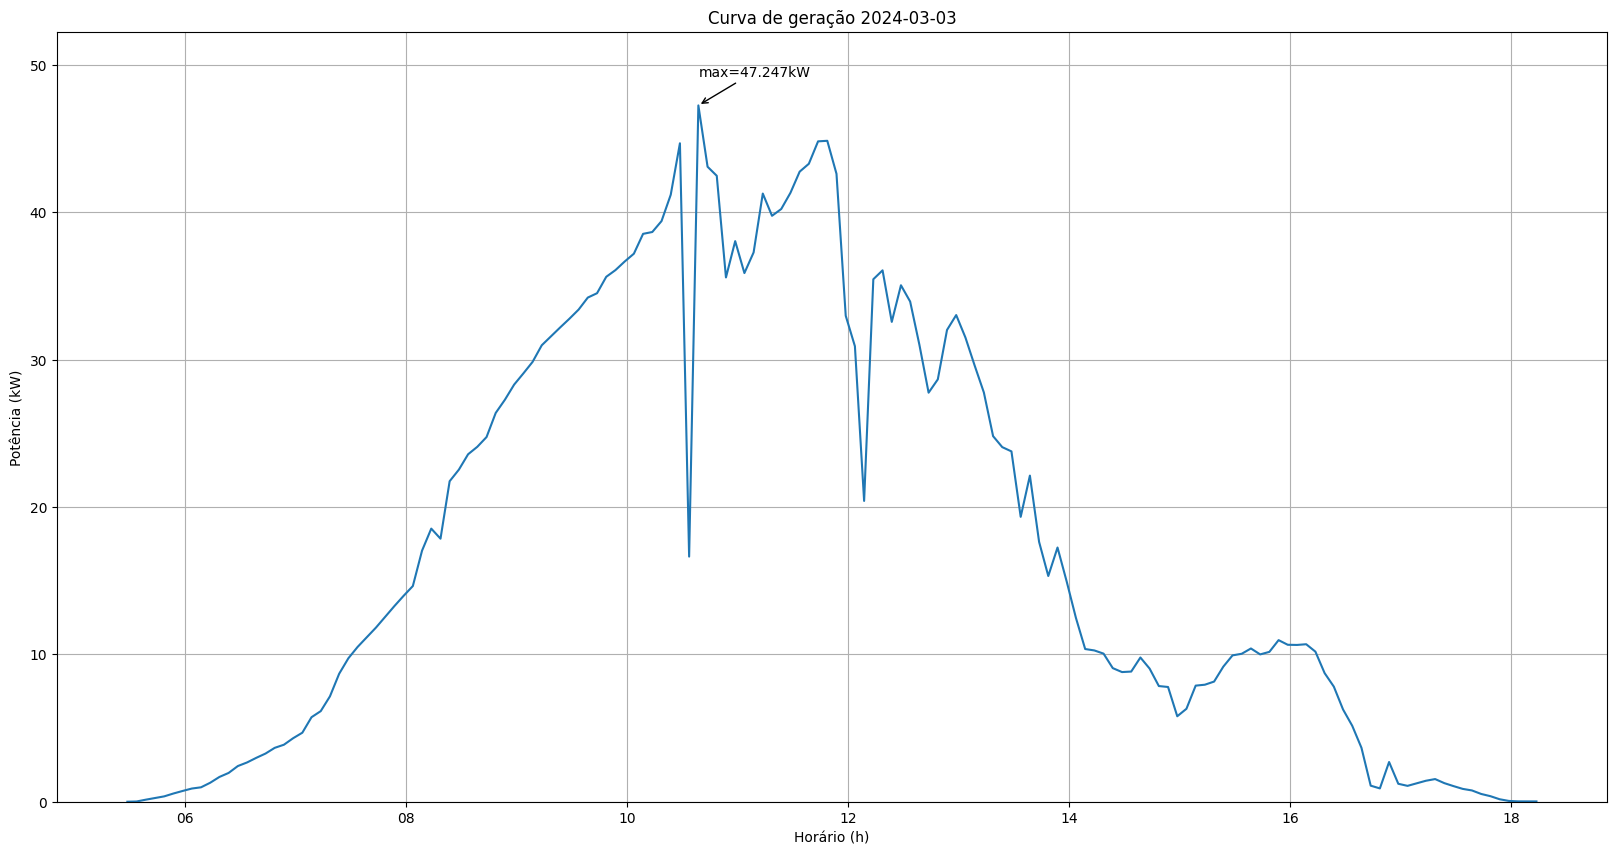 Curva de geração 2024-03-03
max=47.247kW
50
40
30
20
10
0
Potência (kW)
06 08 10 12 14 16 18
Horário (h)